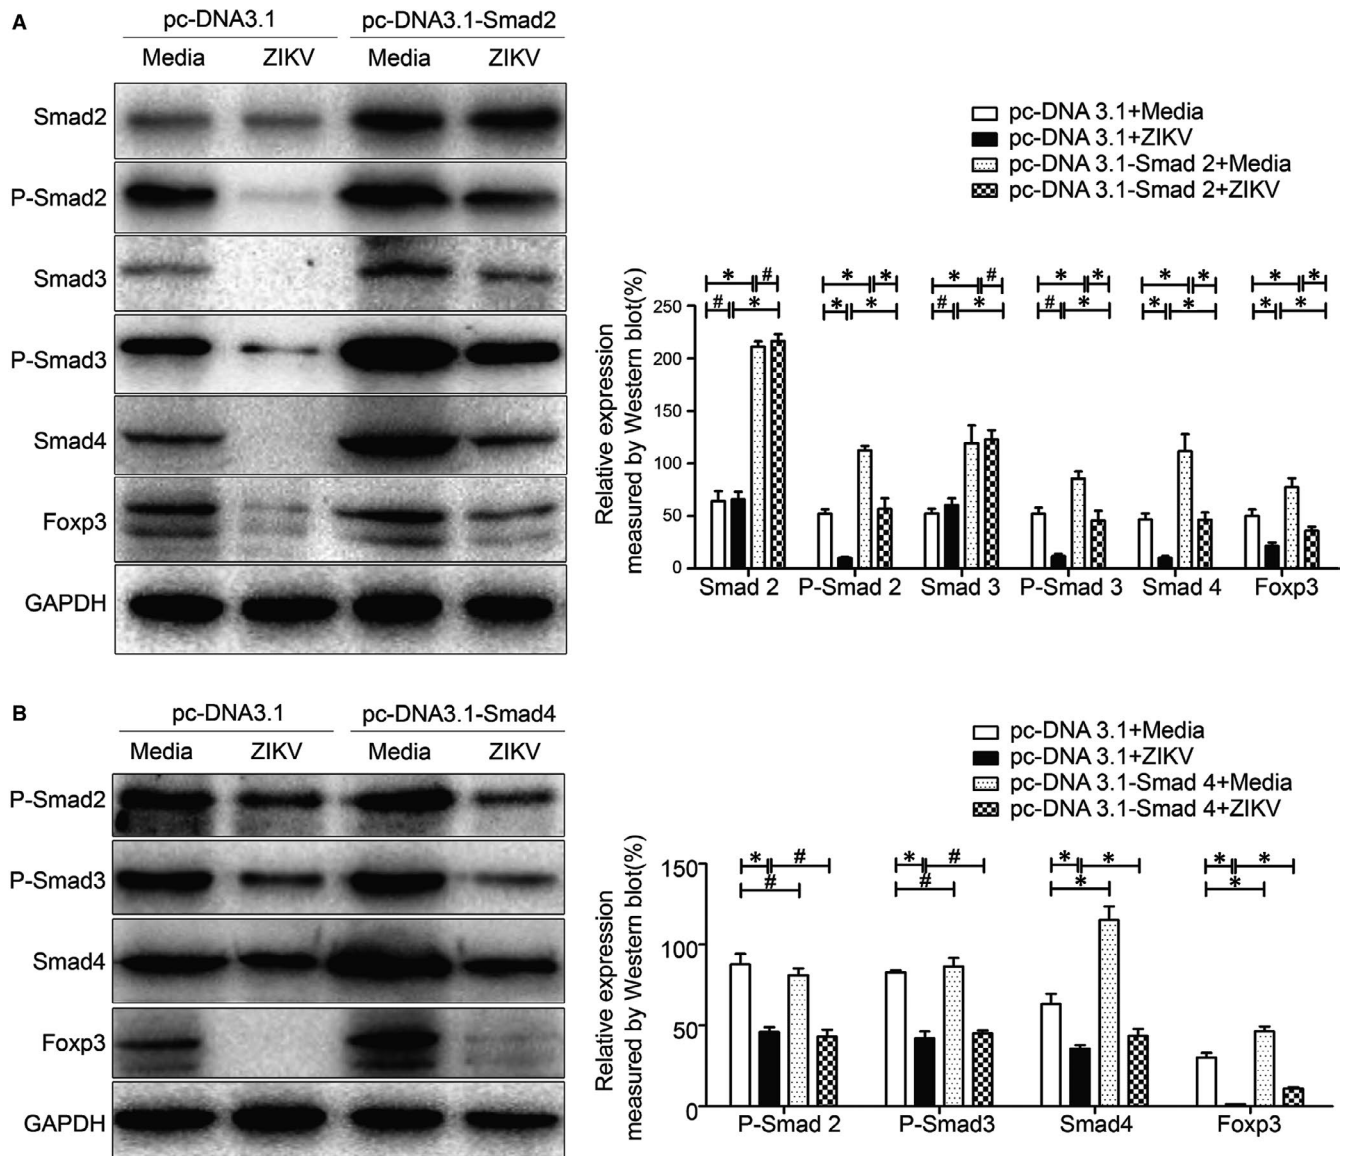 A
pc-DNA3.1 pc-DNA3.1-Smad2
Media ZIKV Media ZIKV
Smad2
P-Smad2
Smad3
P-Smad3
Smad4
Foxp3
GAPDH
pc-DNA 3.1+Media
pc-DNA 3.1+ZIKV
pc-DNA 3.1-Smad 2+Media
pc-DNA 3.1-Smad 2+ZIKV
Relative expression
measured by Western blot(%)
* # * * * # * * * * * *
# * * * # * # * * * * *
250
200
150
100
50
0
Smad 2 P-Smad 2 Smad 3 P-Smad 3 Smad 4 Foxp3
B
pc-DNA3.1 pc-DNA3.1-Smad4
Media ZIKV Media ZIKV
P-Smad2
P-Smad3
Smad4
Foxp3
GAPDH
pc-DNA 3.1+Media
pc-DNA 3.1+ZIKV
pc-DNA 3.1-Smad 4+Media
pc-DNA 3.1-Smad 4+ZIKV
Relative expression
measured by Western blot(%)
* # * # * * * *
# # * *
150
100
50
0
P-Smad 2 P-Smad3 Smad4 Foxp3